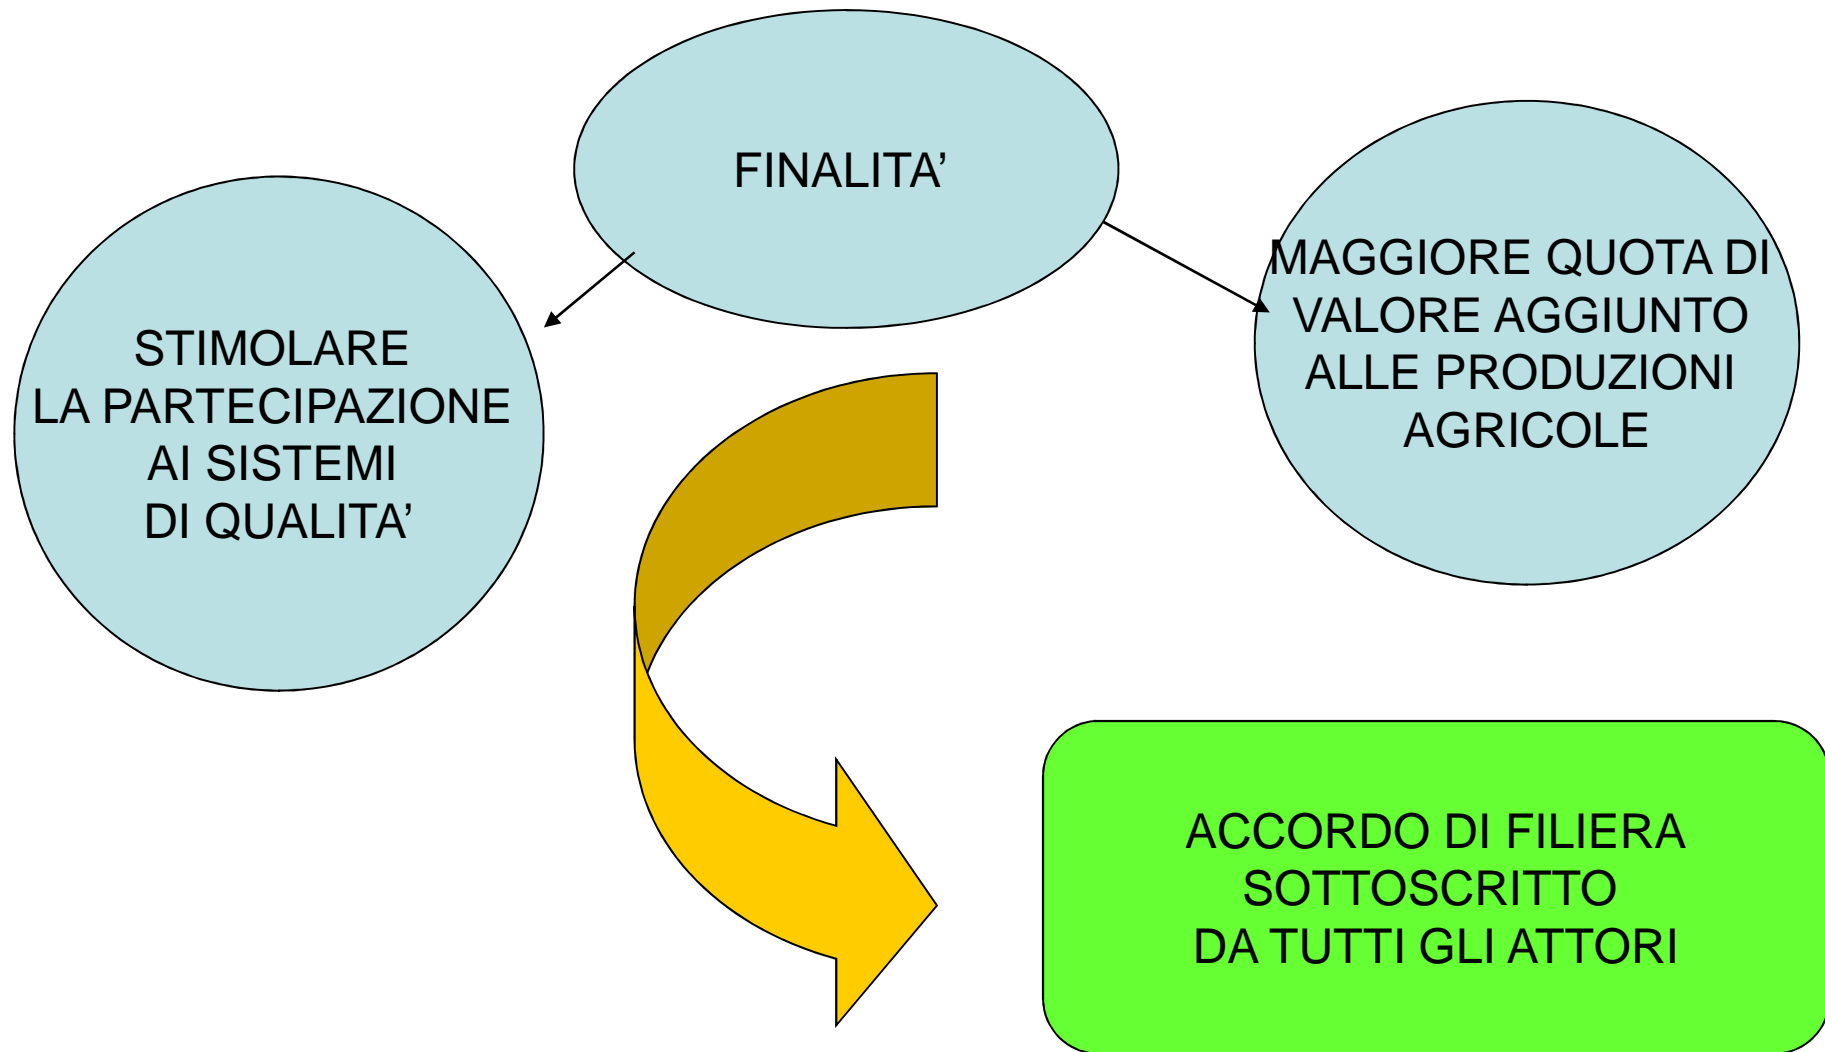 FINALITA’
STIMOLARE
LA PARTECIPAZIONE
AI SISTEMI
DI QUALITA’
MAGGIORE QUOTA DI
VALORE AGGIUNTO
ALLE PRODUZIONI
AGRICOLE
ACCORDO DI FILIERA
SOTTOSCRITTO
DA TUTTI GLI ATTORI